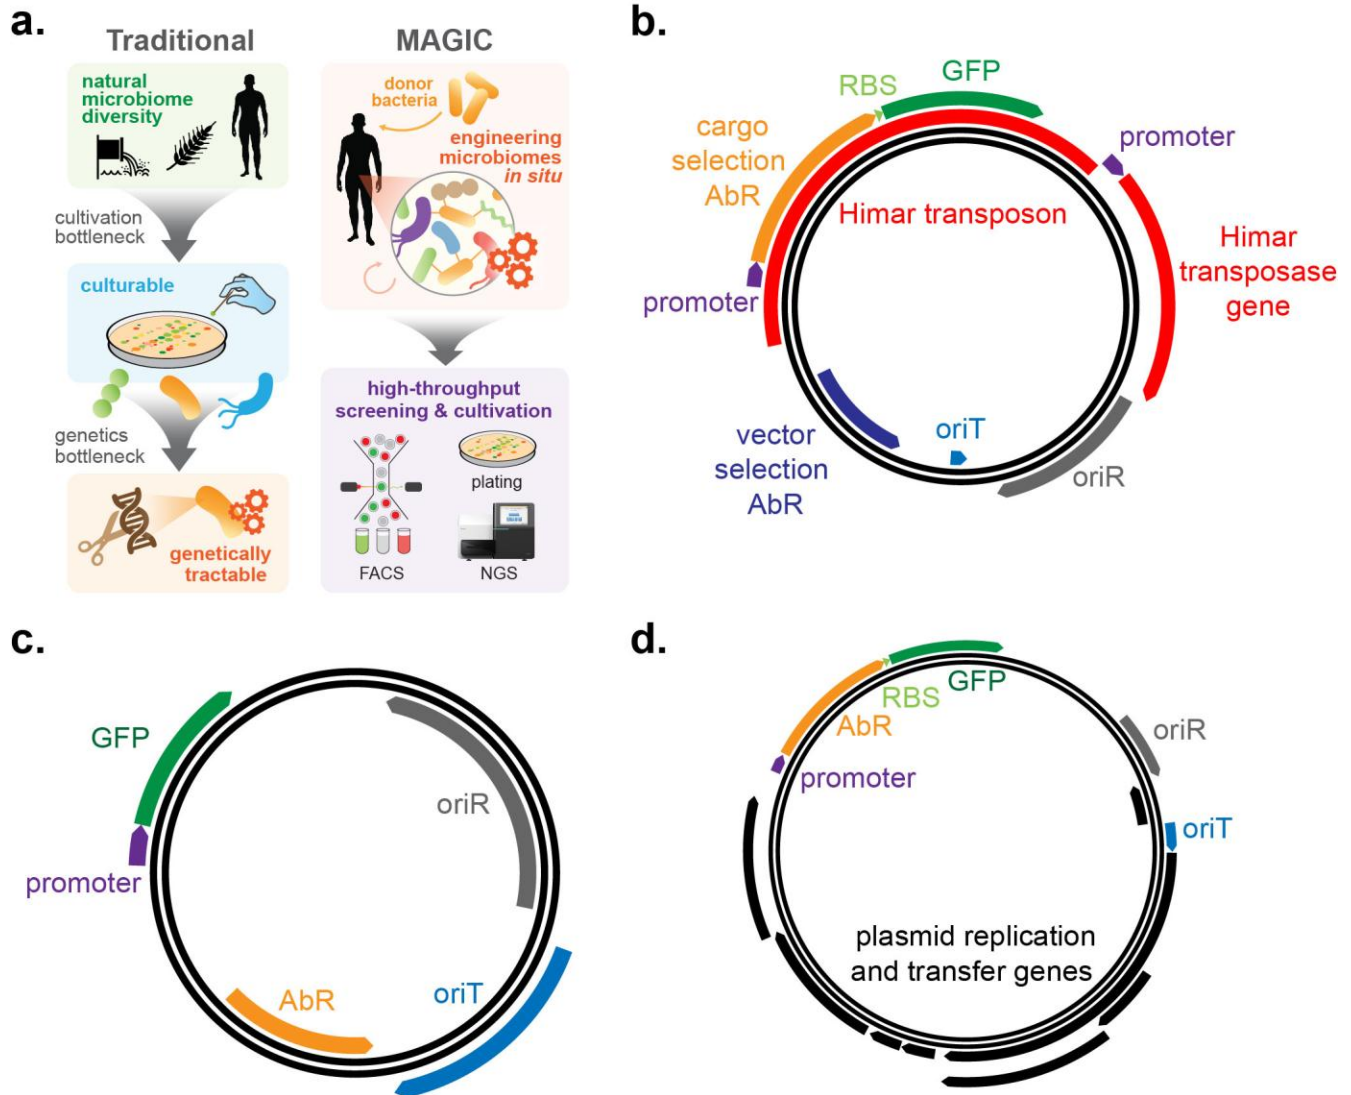 a.
Traditional
natural
microbiome
diversity
cultivation
bottleneck
culturable
genetics
bottleneck
genetically
tractable
MAGIC
donor
bacteria
engineering
microbiomes
in situ
high-throughput
screening & cultivation
plating
FACS
NGS
b.
RBS
GFP
cargo
selection
AbR
promoter
Himar transposon
Himar
transposase
gene
promoter
vector
selection
AbR
oriT
oriR
c.
GFP
promoter
oriR
AbR
oriT
d.
GFP
RBS
AbR
promoter
oriR
oriT
plasmid replication
and transfer genes